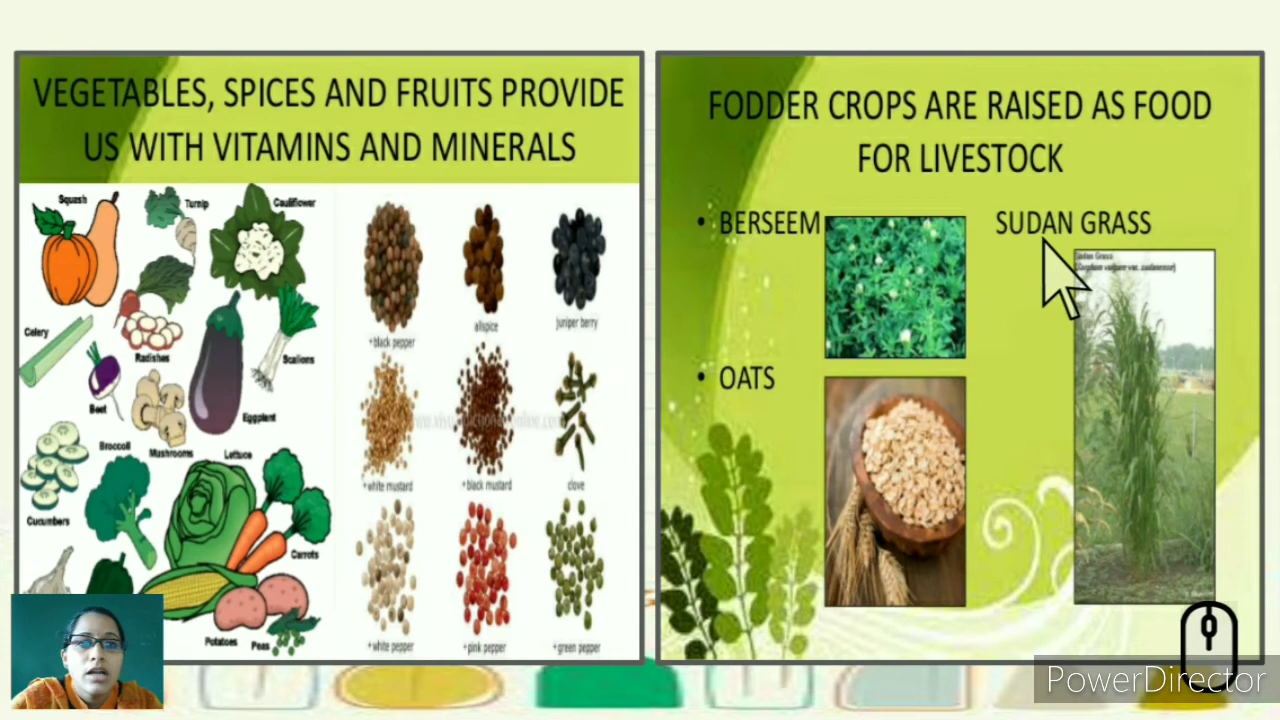 VEGETABLES, SPICES AND FRUITS PROVIDE
US WITH VITAMINS AND MINERALS
Squash
Turnip
Cauliflower
Celery
Radishes
Scallions
Beet
Eggplant
Broccoli
Mushrooms
Lettuce
Cucumbers
Carrots
Potatoes
Peas
+black pepper
allspice
juniper berry
+white mustard
+black mustard
clove
+white pepper
+pink pepper
+green pepper
FODDER CROPS ARE RAISED AS FOOD
FOR LIVESTOCK
• BERSEEM
SUDAN GRASS
Sudan Grass
• OATS
PowerDirector